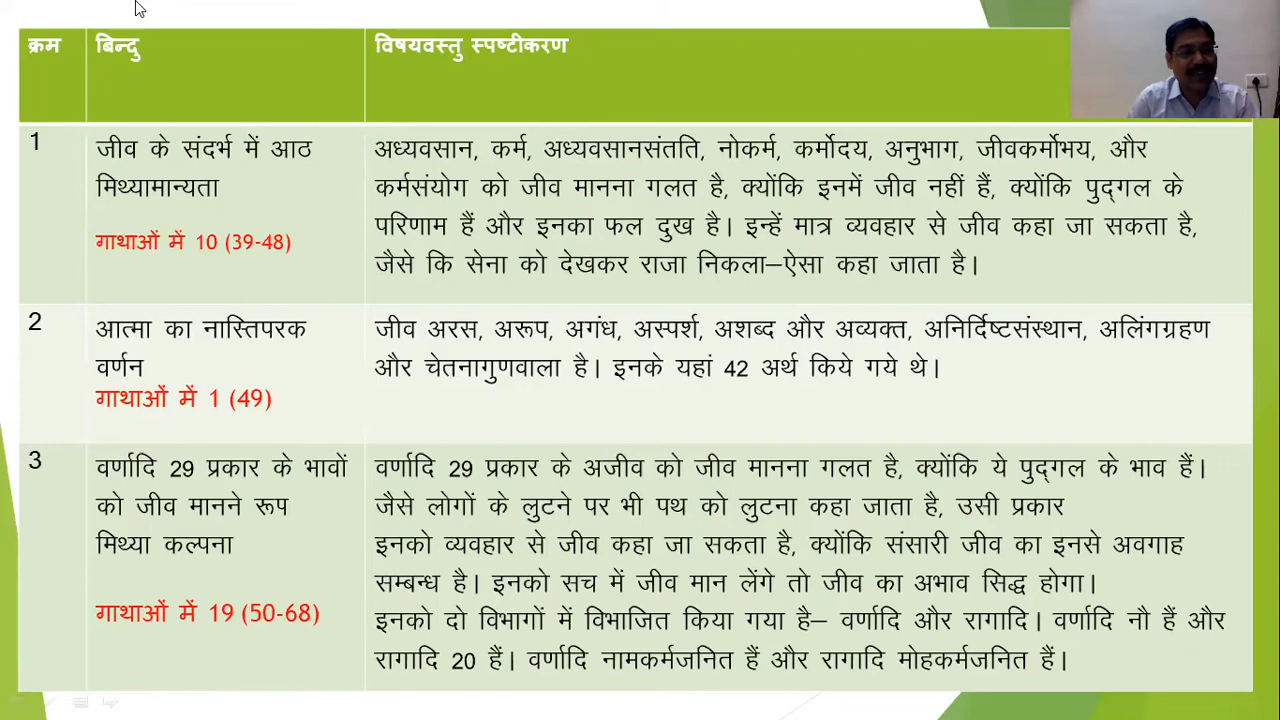 क्रम बिन्दु विषयवस्तु स्पष्टीकरण
1
जीव के संदर्भ में आठ
मिथ्यामान्यता
गाथाओं में 10 (39-48)
अध्यवसान, कर्म, अध्यवसानसंतति, नोकर्म, कर्मोदय, अनुभाग, जीवकर्मोभय, और
कर्मसंयोग को जीव मानना गलत है, क्योंकि इनमें जीव नहीं हैं, क्योंकि पुद्गल के
परिणाम हैं और इनका फल दुख है। इन्हें मात्र व्यवहार से जीव कहा जा सकता है,
जैसे कि सेना को देखकर राजा निकला–ऐसा कहा जाता है।
2
आत्मा का नास्तिपरक
वर्णन
गाथाओं में 1 (49)
जीव अरस, अरूप, अगंध, अस्पर्श, अशब्द और अव्यक्त, अनिर्दिष्टसंस्थान, अलिंगग्रहण
और चेतनागुणवाला है। इनके यहां 42 अर्थ किये गये थे।
3
वर्णादि 29 प्रकार के भावों
को जीव मानने रूप
मिथ्या कल्पना
गाथाओं में 19 (50-68)
वर्णादि 29 प्रकार के अजीव को जीव मानना गलत है, क्योंकि ये पुद्गल के भाव हैं।
जैसे लोगों के लुटने पर भी पथ को लुटना कहा जाता है, उसी प्रकार
इनको व्यवहार से जीव कहा जा सकता है, क्योंकि संसारी जीव का इनसे अवगाह
सम्बन्ध है। इनको सच में जीव मान लेंगे तो जीव का अभाव सिद्ध होगा।
इनको दो विभागों में विभाजित किया गया है– वर्णादि और रागादि। वर्णादि नौ हैं और
रागादि 20 हैं। वर्णादि नामकर्मजनित हैं और रागादि मोहकर्मजनित हैं।